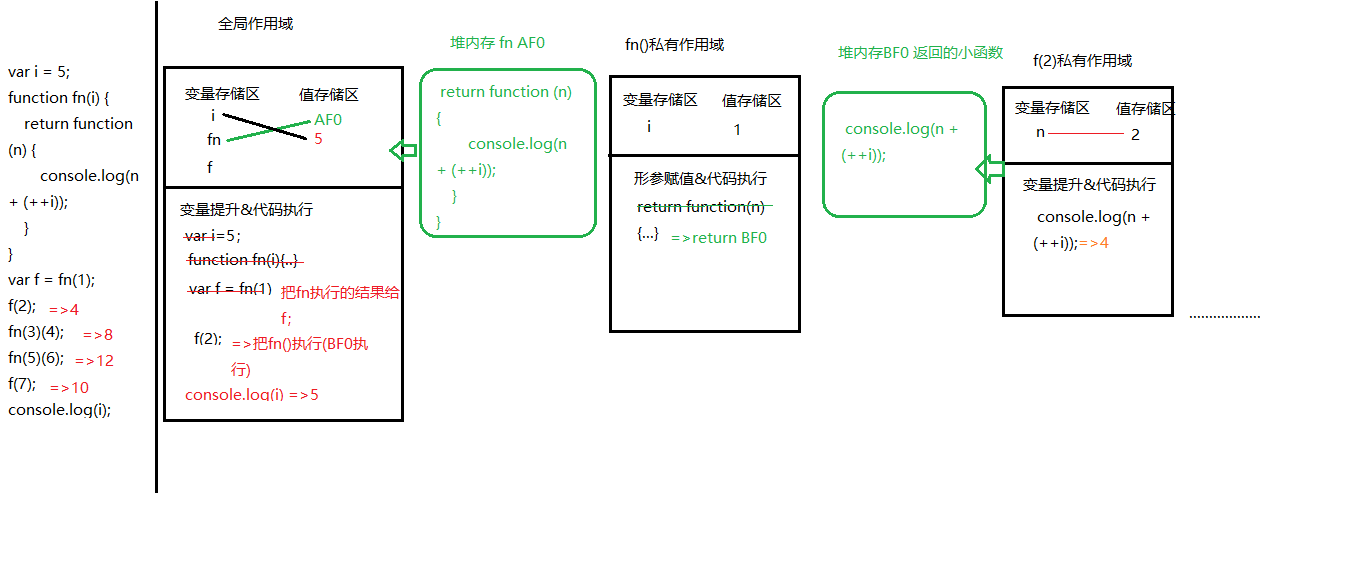 var i = 5;
function fn(i) {
return function
(n) {
console.log(n
+ (++i));
}
}
var f = fn(1);
f(2); =>4
fn(3)(4); =>8
fn(5)(6); =>12
f(7); =>10
console.log(i);
全局作用域
变量存储区 值存储区
i AF0
fn 5
f
变量提升&代码执行
var i=5;
function fn(i){..}
var f = fn(1) 把fn执行的结果给
f;
f(2); =>把fn()执行(BF0执
行)
console.log(i) =>5
堆内存 fn AF0
return function (n)
{
console.log(n
+ (++i));
}
}
fn()私有作用域
变量存储区 值存储区
i 1
形参赋值&代码执行
return function(n)
{...} =>return BF0
堆内存BF0 返回的小函数
console.log(n +
(++i));
f(2)私有作用域
变量存储区 值存储区
n 2
变量提升&代码执行
console.log(n +
(++i));=>4